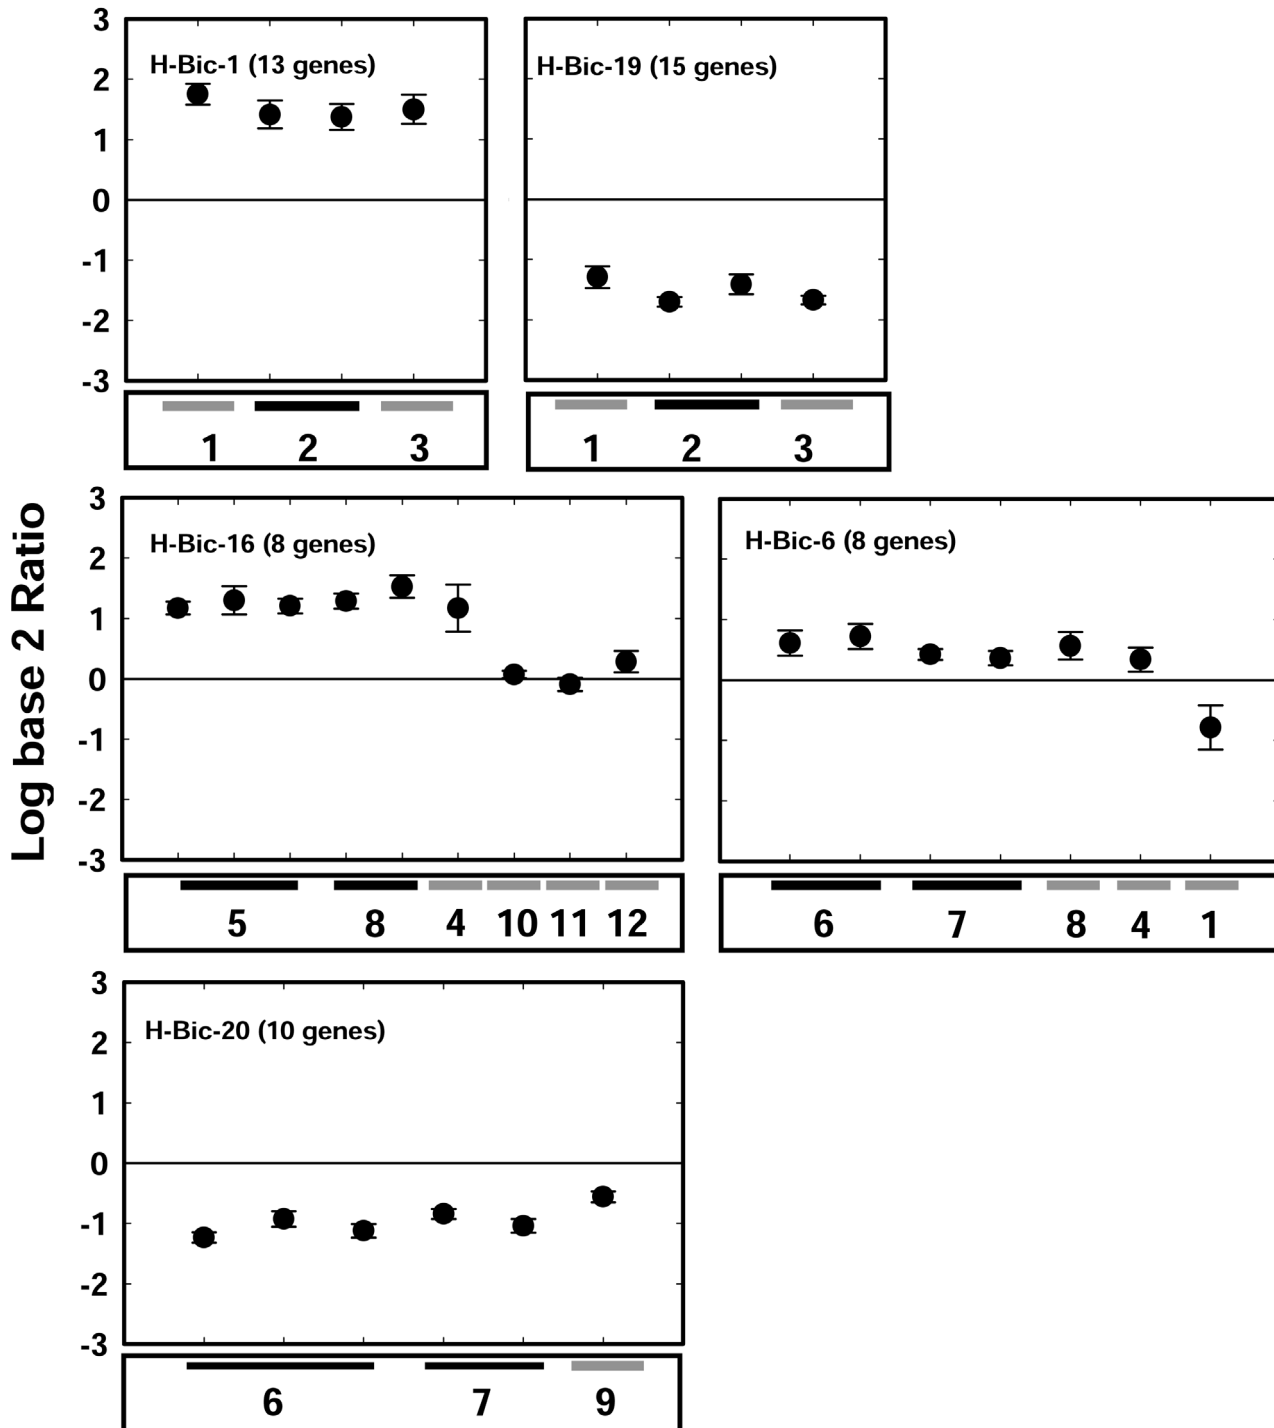 Log base 2 Ratio
H-Bic-1 (13 genes)
3
2
1
0
-1
-2
-3
1 2 3
H-Bic-19 (15 genes)
1 2 3
H-Bic-16 (8 genes)
3
2
1
0
-1
-2
-3
5 8 4 10 11 12
H-Bic-6 (8 genes)
6 7 8 4 1
H-Bic-20 (10 genes)
3
2
1
0
-1
-2
-3
6 7 9